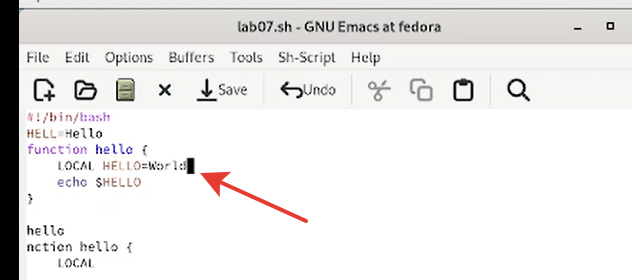 lab07.sh - GNU Emacs at fedora
File Edit Options Buffers Tools Sh-Script Help
Save Undo
#!/bin/bash
HELL=Hello
function hello {
LOCAL HELLO=World
echo $HELLO
}
hello
nction hello {
LOCAL